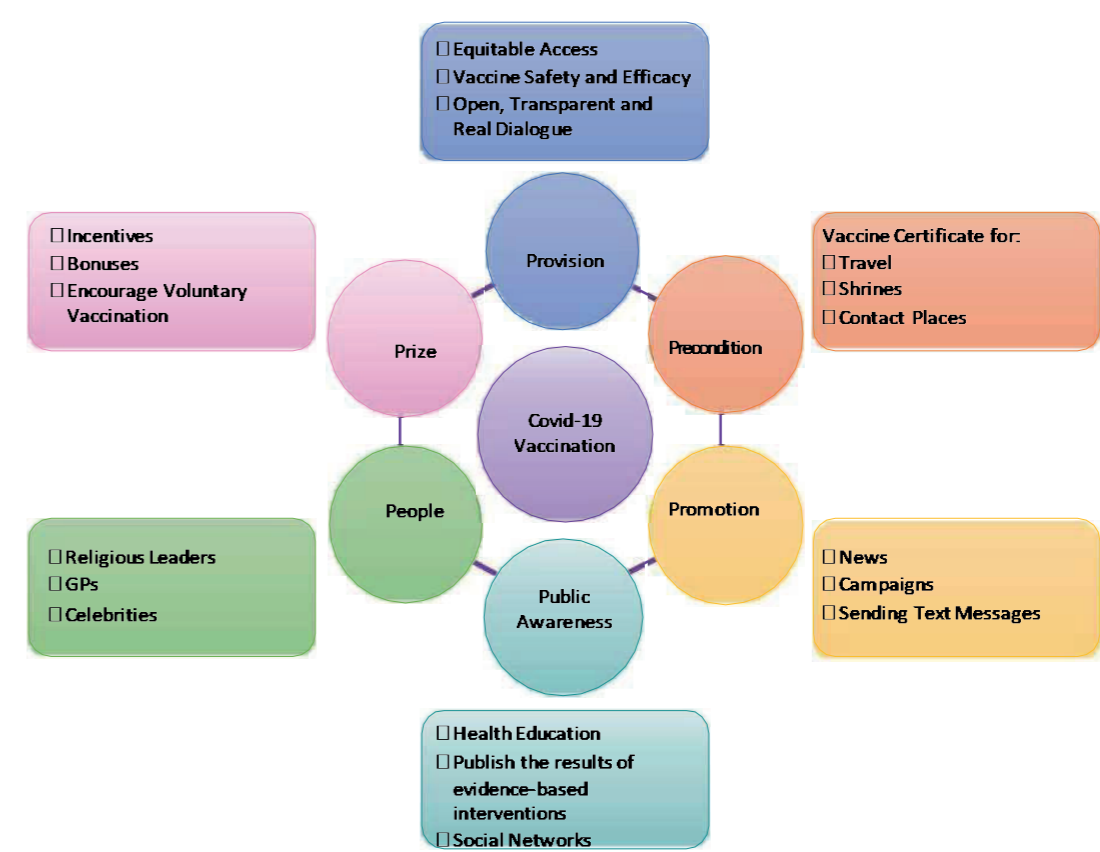 □ Equitable Access
□ Vaccine Safety and Efficacy
□ Open, Transparent and
Real Dialogue
□ Incentives
□ Bonuses
□ Encourage Voluntary
Vaccination
Vaccine Certificate for:
□ Travel
□ Shrines
□ Contact Places
Provision
Prize
Precondition
Covid-19
Vaccination
People
Promotion
Public
Awareness
□ Religious Leaders
□ GPs
□ Celebrities
□ News
□ Campaigns
□ Sending Text Messages
□ Health Education
□ Publish the results of
evidence-based
interventions
□ Social Networks